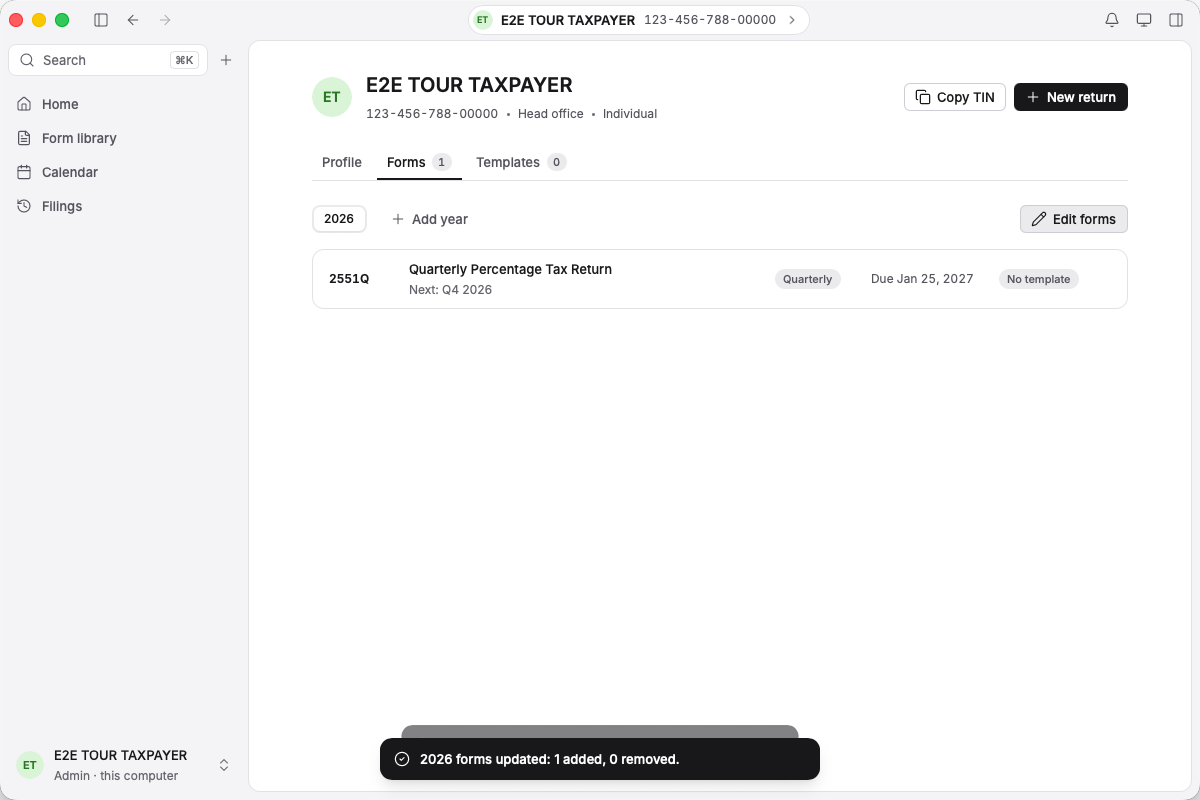 ET E2E TOUR TAXPAYER 123-456-788-00000
Search ⌘K
Home
Form library
Calendar
Filings
ET
E2E TOUR TAXPAYER
123-456-788-00000 • Head office • Individual
Copy TIN
New return
Profile
Forms 1
Templates 0
2026
Add year
Edit forms
2551Q
Quarterly Percentage Tax Return
Next: Q4 2026
Quarterly
Due Jan 25, 2027
No template
2026 forms updated: 1 added, 0 removed.
ET
E2E TOUR TAXPAYER
Admin · this computer